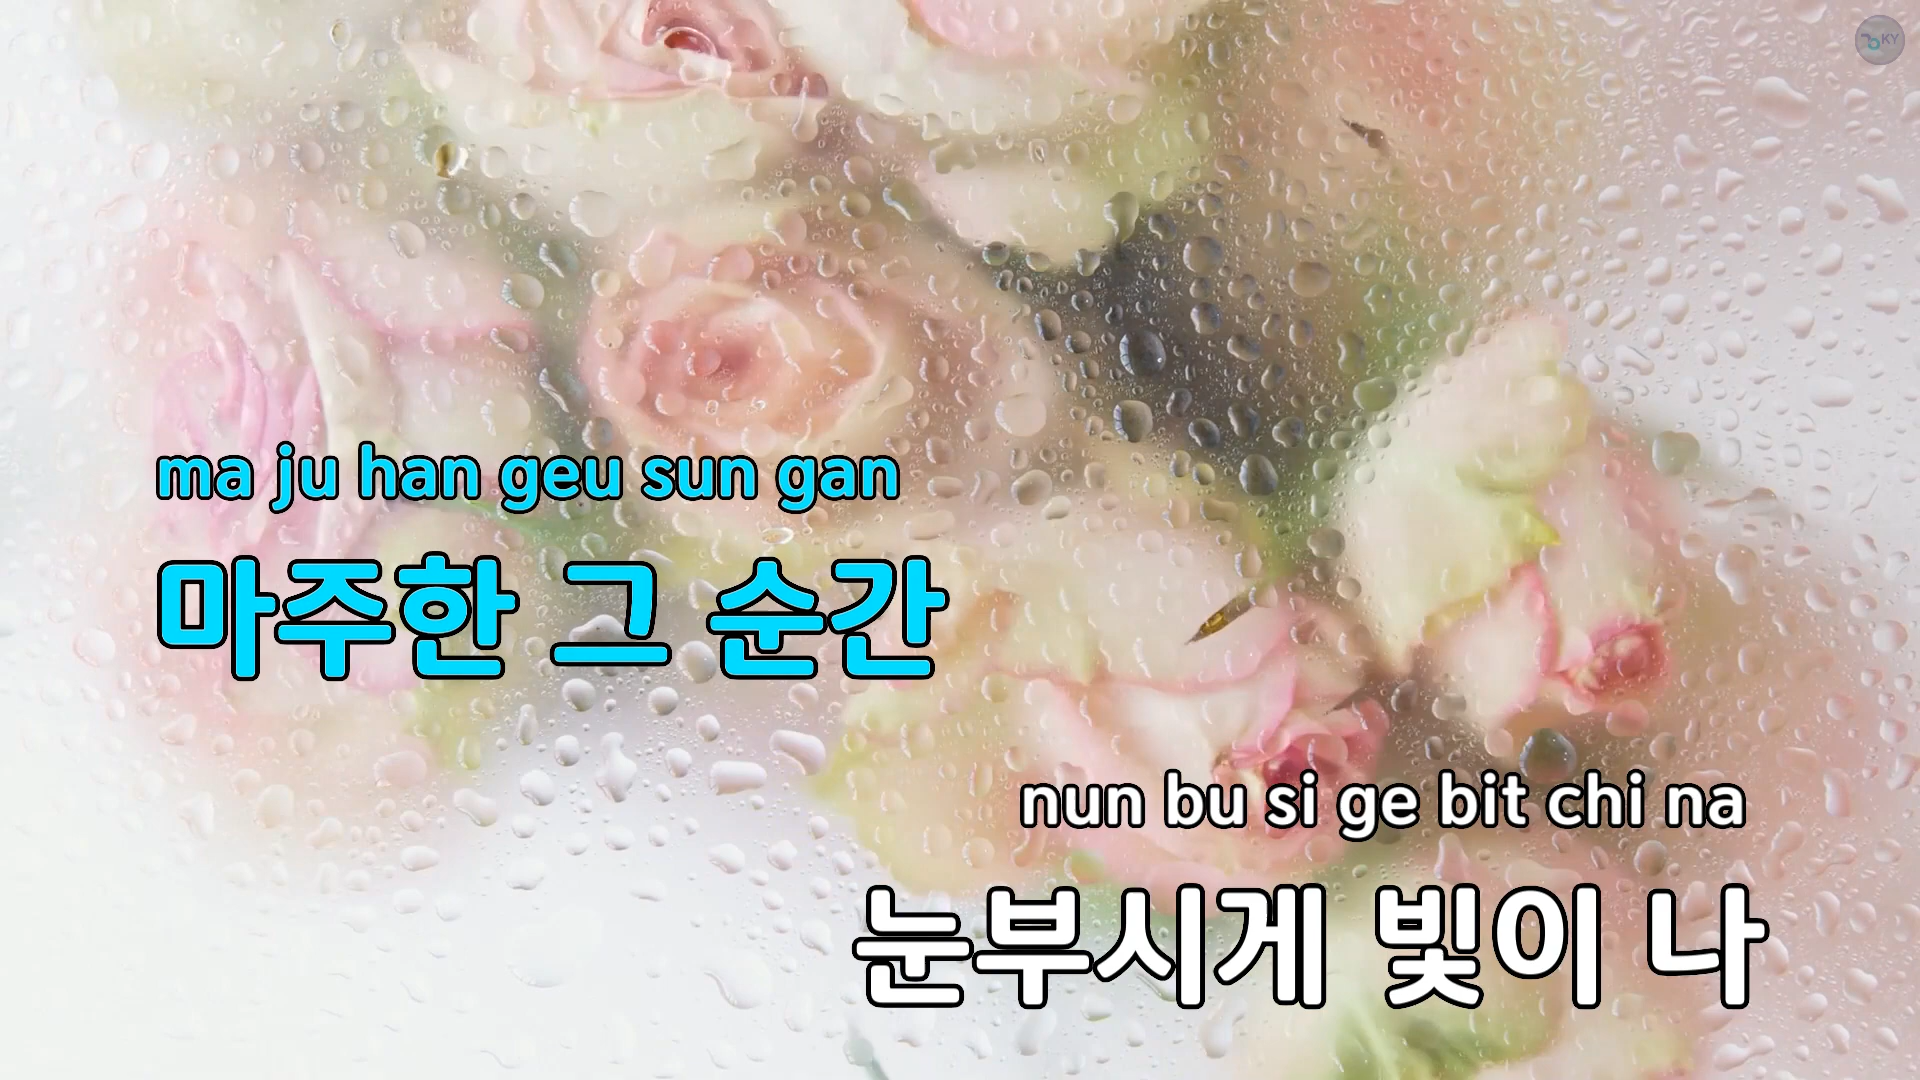 KY
ma ju han geu sun gan
마주한 그 순간
nun bu si ge bit chi na
눈부시게 빛이 나